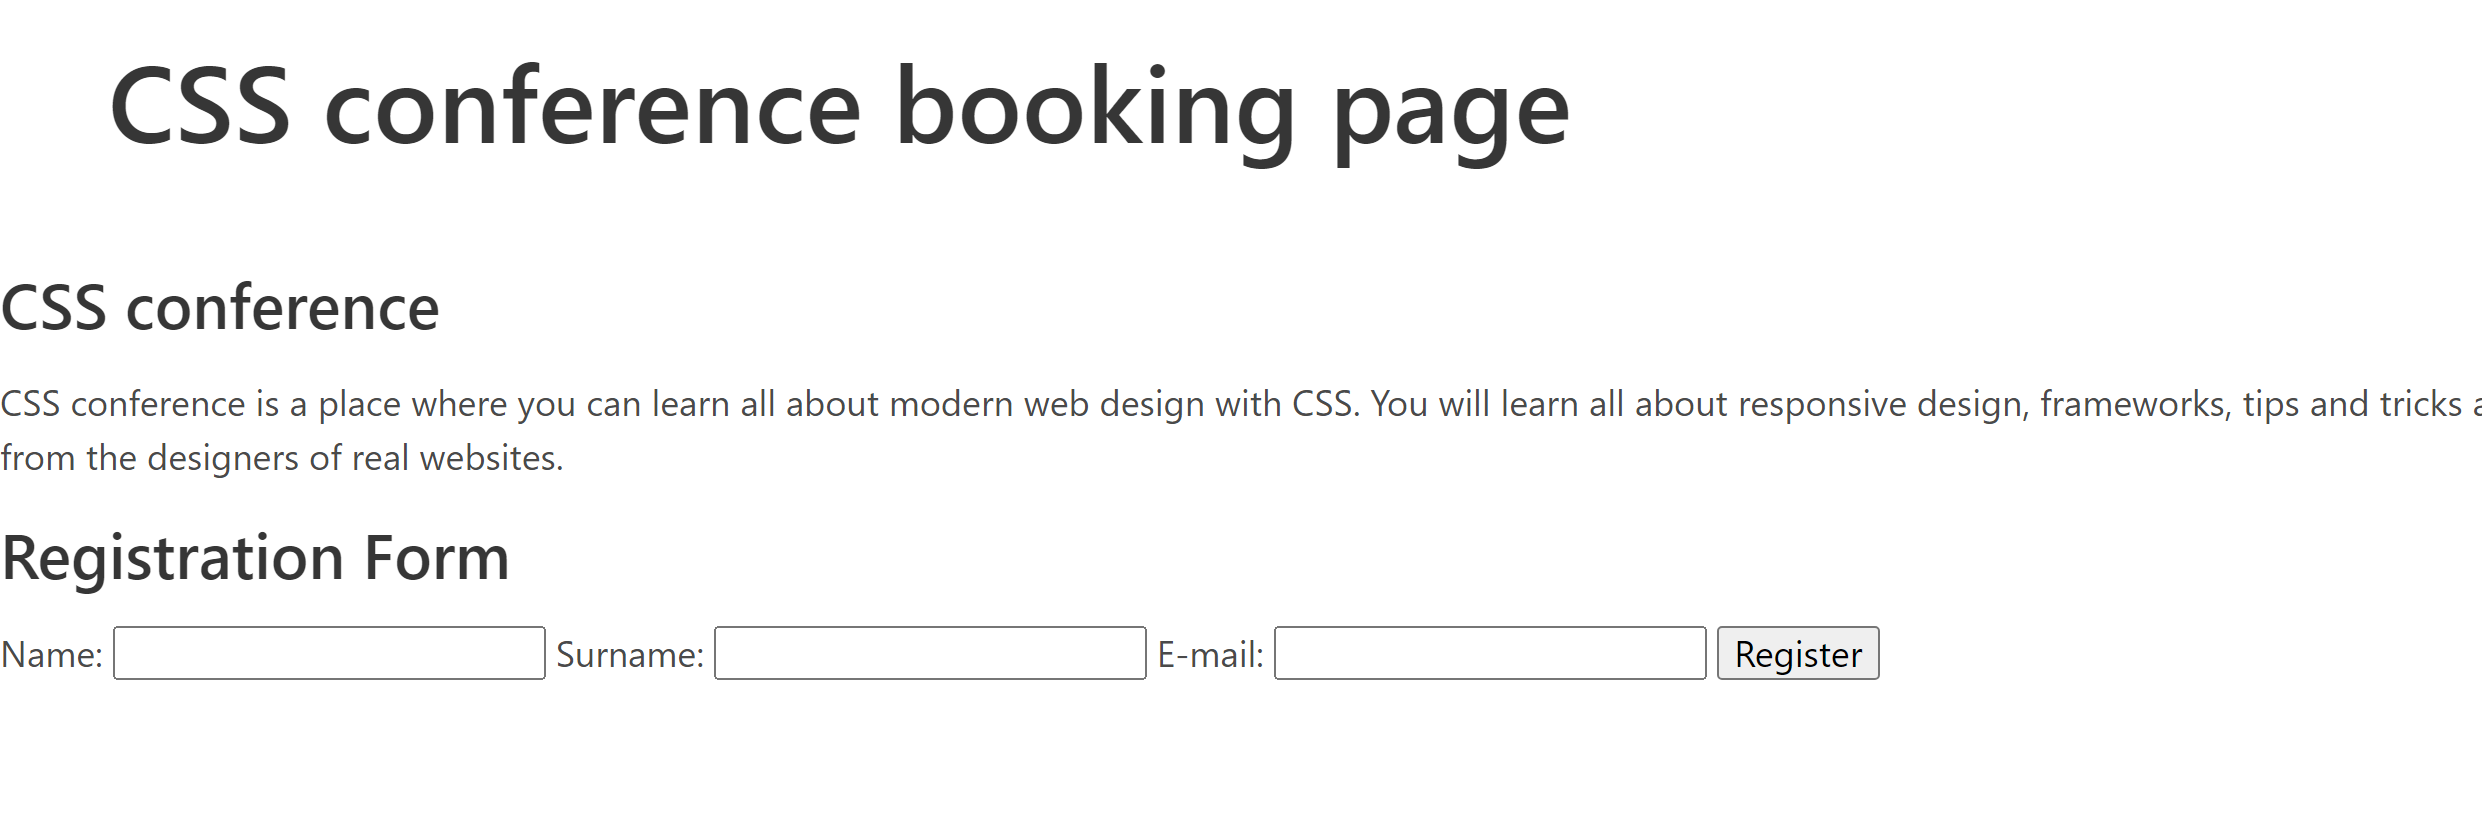 CSS conference booking page
CSS conference
CSS conference is a place where you can learn all about modern web design with CSS. You will learn all about responsive design, frameworks, tips and tricks
from the designers of real websites.
Registration Form
Name: Surname: E-mail: Register